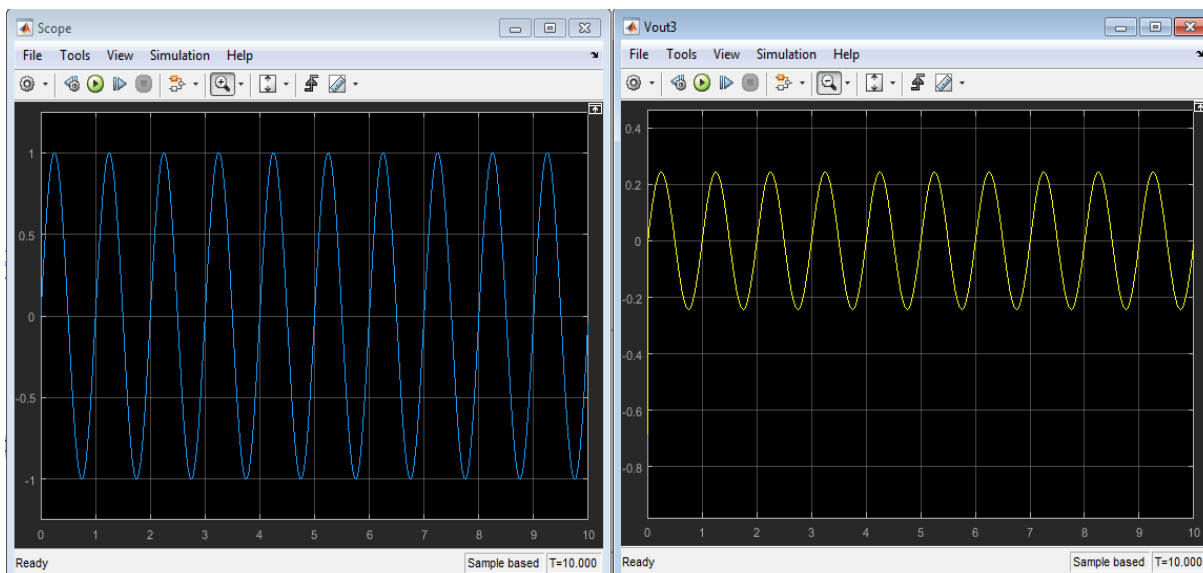 Scope
File Tools View Simulation Help
1
0.5
0
-0.5
-1
0 1 2 3 4 5 6 7 8 9 10
Ready Sample based T=10.000
Vout3
File Tools View Simulation Help
0.4
0.2
0
-0.2
-0.4
-0.6
-0.8
0 1 2 3 4 5 6 7 8 9 10
Ready Sample based T=10.000